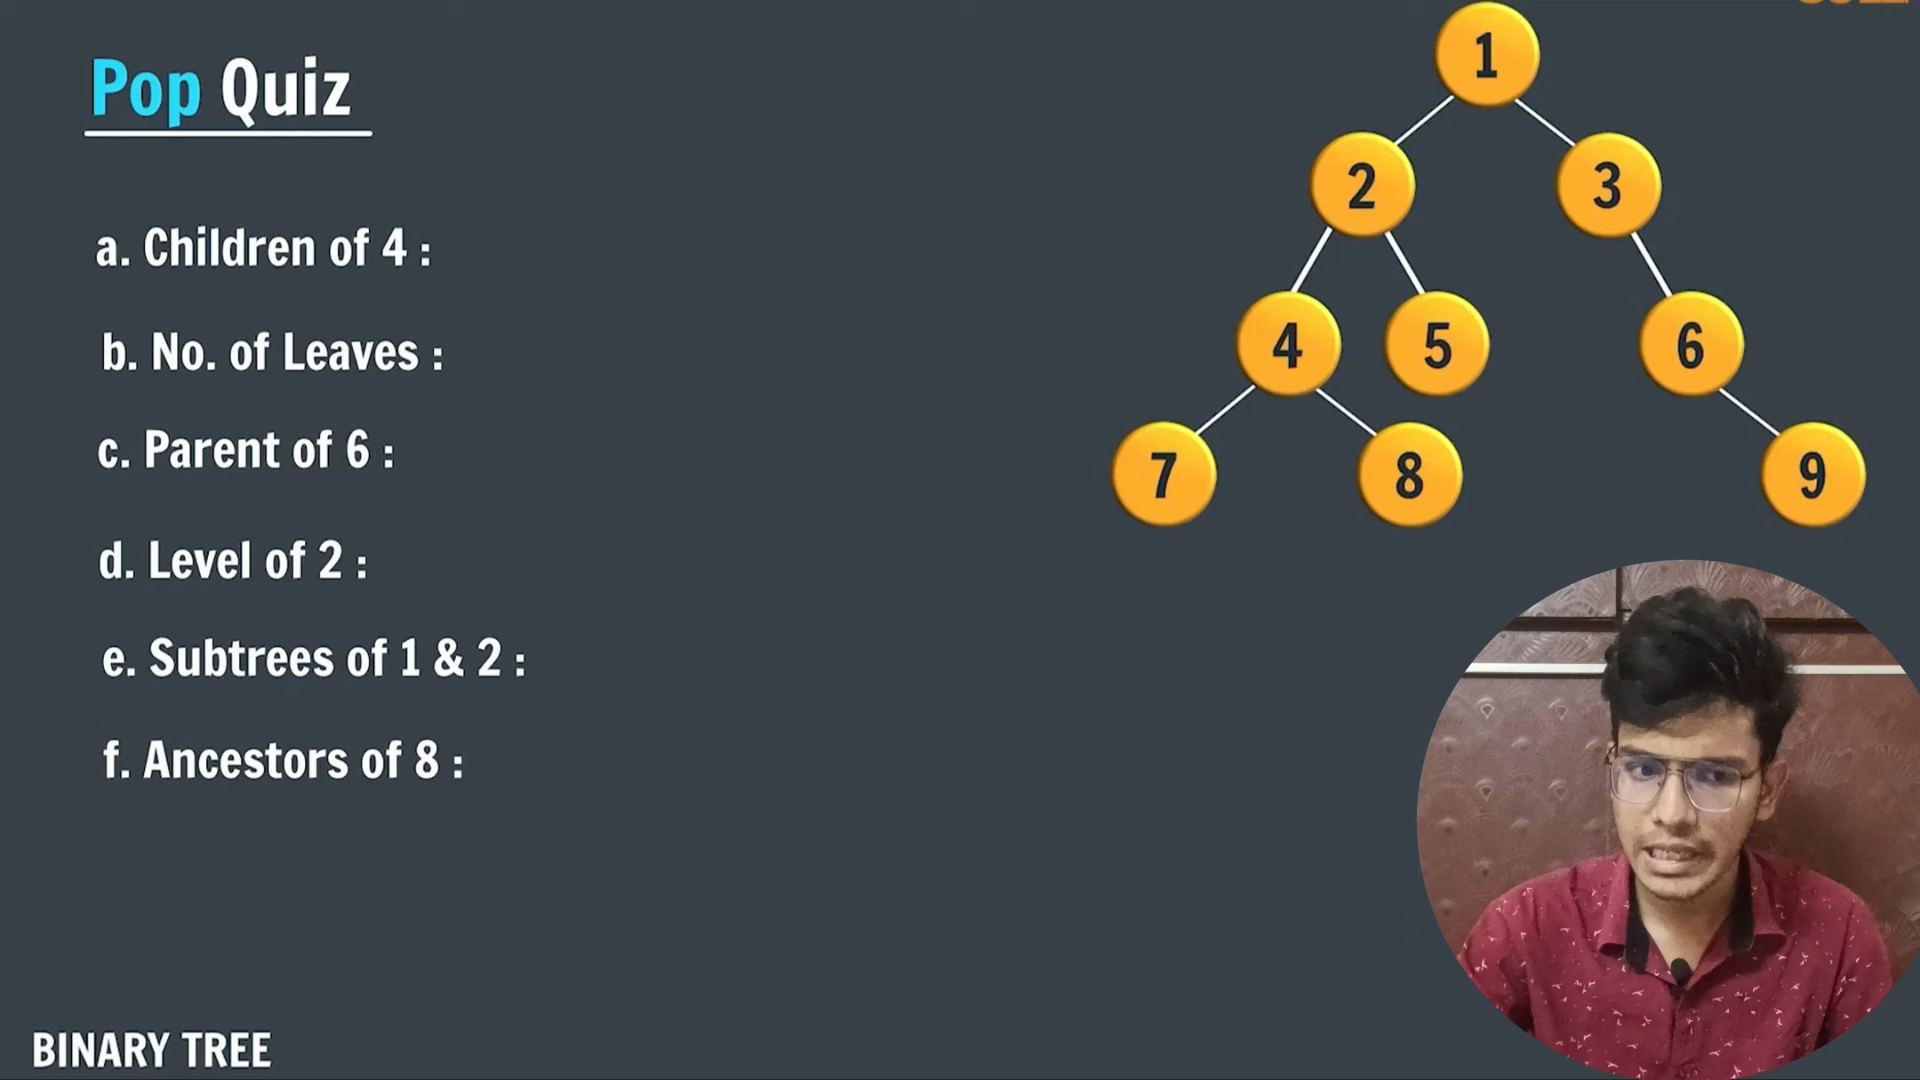 Pop Quiz
a. Children of 4 :
b. No. of Leaves :
c. Parent of 6 :
d. Level of 2 :
e. Subtrees of 1 & 2 :
f. Ancestors of 8 :
1
2
3
4
5
6
7
8
9
BINARY TREE